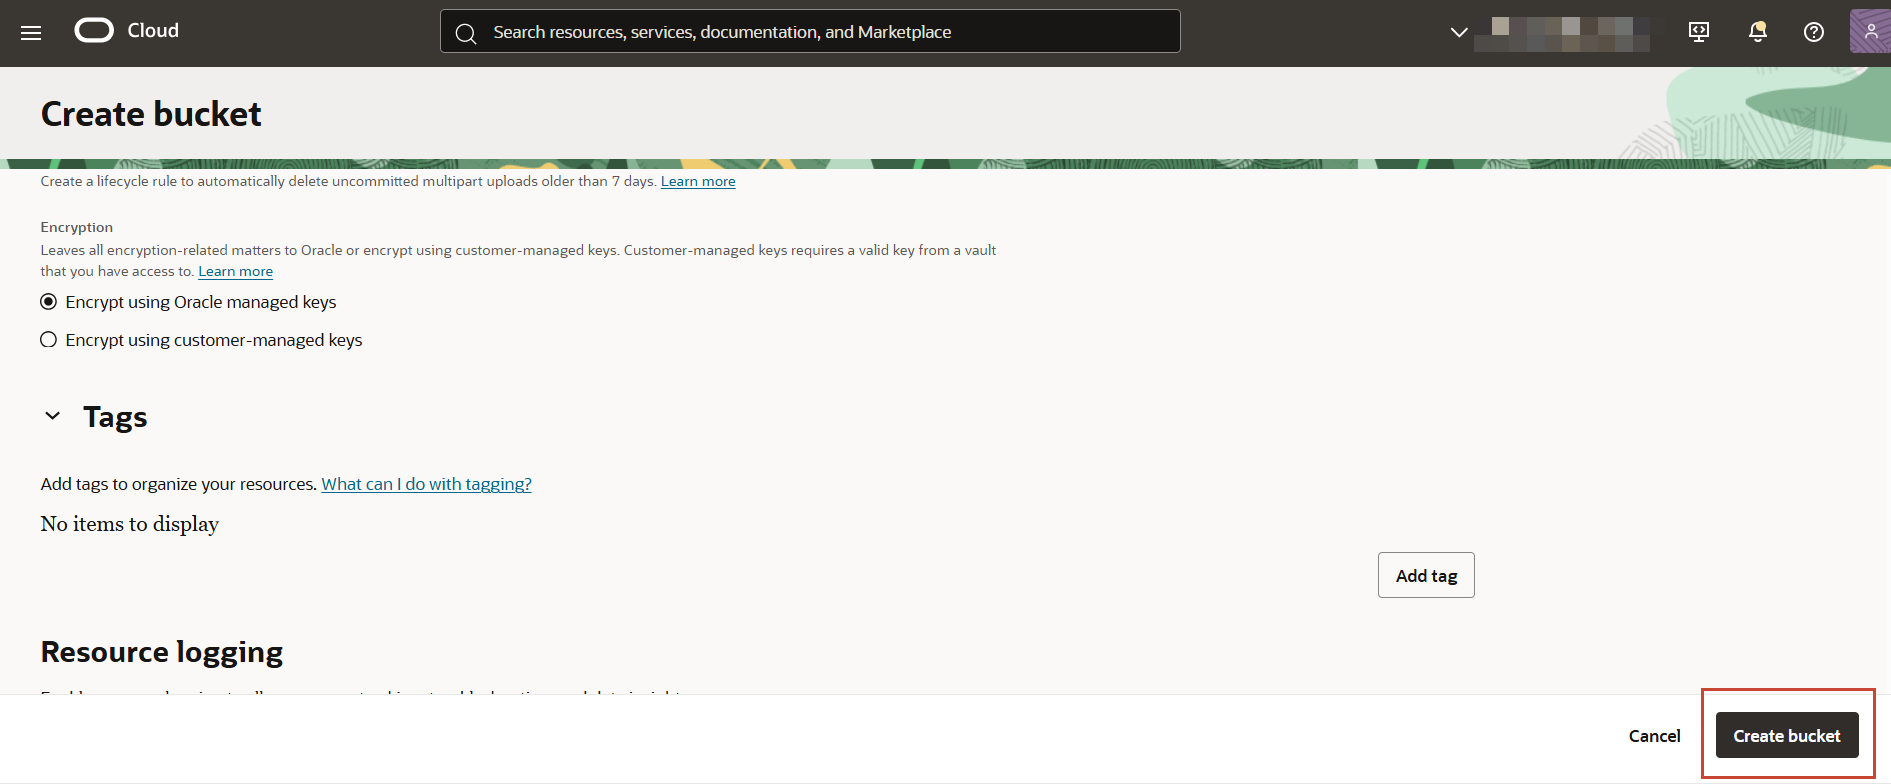 Cloud
Search resources, services, documentation, and Marketplace
Create bucket
Create a lifecycle rule to automatically delete uncommitted multipart uploads older than 7 days. Learn more
Encryption
Leaves all encryption-related matters to Oracle or encrypt using customer-managed keys. Customer-managed keys requires a valid key from a vault
that you have access to. Learn more
Encrypt using Oracle managed keys
Encrypt using customer-managed keys
Tags
Add tags to organize your resources. What can I do with tagging?
No items to display
Add tag
Resource logging
Cancel
Create bucket